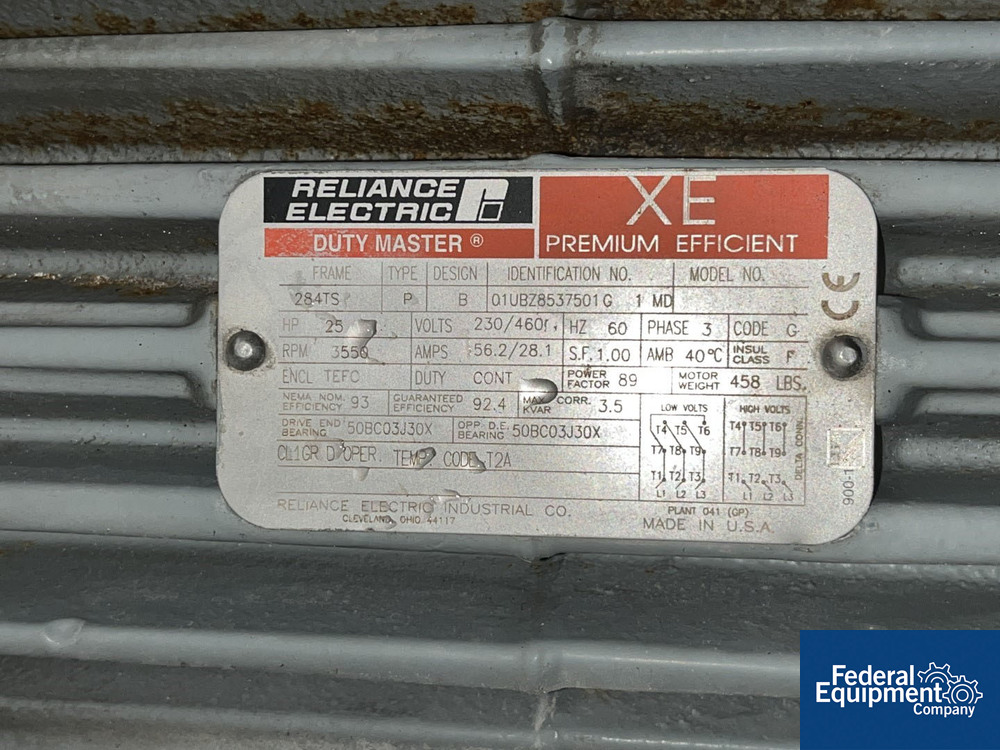 RELIANCE ELECTRIC
XE
DUTY MASTER ®
PREMIUM EFFICIENT
FRAME TYPE DESIGN IDENTIFICATION NO. MODEL NO.
284TS P B 01UBZ8537501G 1 MD
HP 25 VOLTS 230/460 HZ 60 PHASE 3 CODE G
RPM 3550 AMPS 56.2/28.1 S.F. 1.00 AMB 40°C INSUL CLASS F
ENCL TEFC DUTY CONT POWER FACTOR 89 MOTOR WEIGHT 458 LBS.
NEMA NOM. EFFICIENCY 93 GUARANTEED EFFICIENCY 92.4 MAX. CORR. KVAR 3.5
DRIVE END BEARING 50BC03J30X OPP. D.E. BEARING 50BC03J30X
CL1GR D OPER. TEMP. CODE T2A
LOW VOLTS HIGH VOLTS
T4 T5 T6 T4 T5 T6
T7 T8 T9 T7 T8 T9
T1 T2 T3 T1 T2 T3
L1 L2 L3 L1 L2 L3
DELTA CONN.
CE
900-1
RELIANCE ELECTRIC INDUSTRIAL CO.
CLEVELAND, OHIO 44117
PLANT 041 (GP)
MADE IN U.S.A.
Federal
Equipment
Company